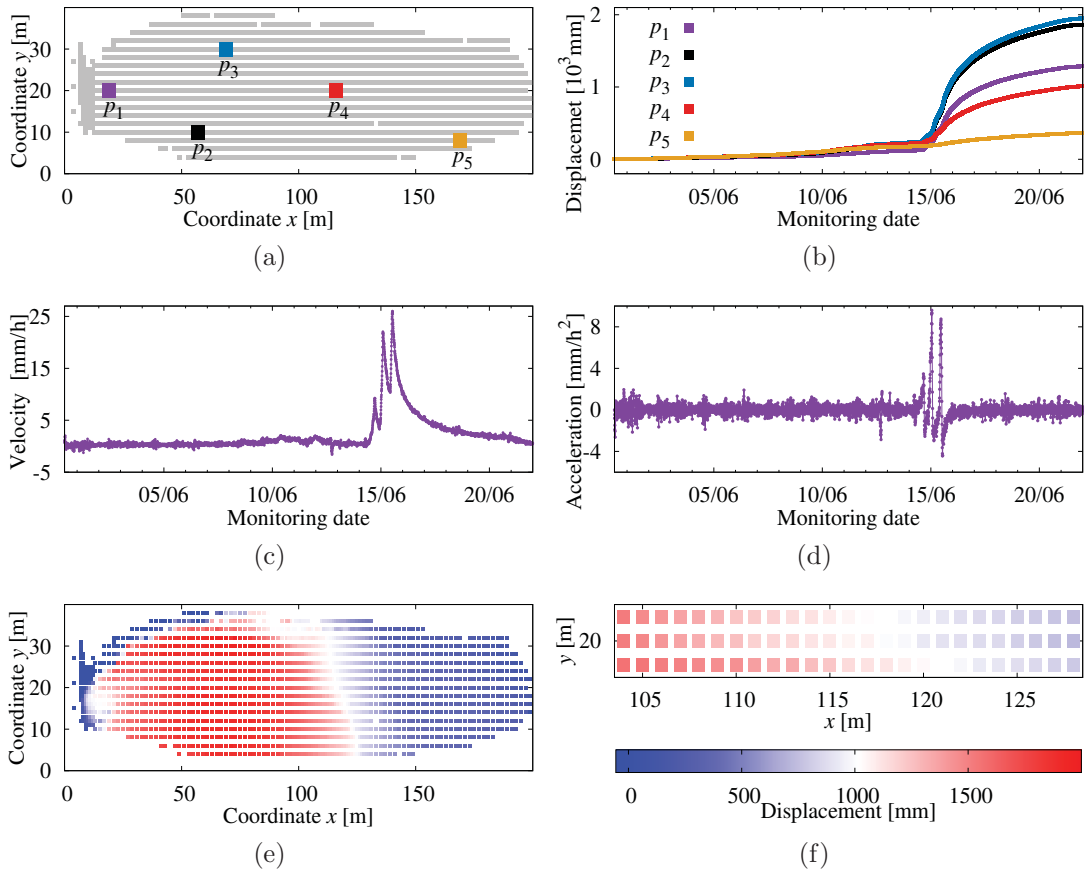 30
20
10
0
Coordinate y [m]
p3
p1
p4
p2
p5
0 50 100 150
Coordinate x [m]
(a)
2
1
0
Displacemet [10³mm]
p1
p2
p3
p4
p5
05/06 10/06 15/06 20/06
Monitoring date
(b)
25
15
5
-5
Velocity [mm/h]
05/06 10/06 15/06 20/06
Monitoring date
(c)
8
4
0
-4
Acceleration [mm/h²]
05/06 10/06 15/06 20/06
Monitoring date
(d)
30
20
10
0
Coordinate y [m]
0 50 100 150
Coordinate x [m]
(e)
y [m]
20
105 110 115 120 125
x [m]
0 500 1000 1500
Displacement [mm]
(f)